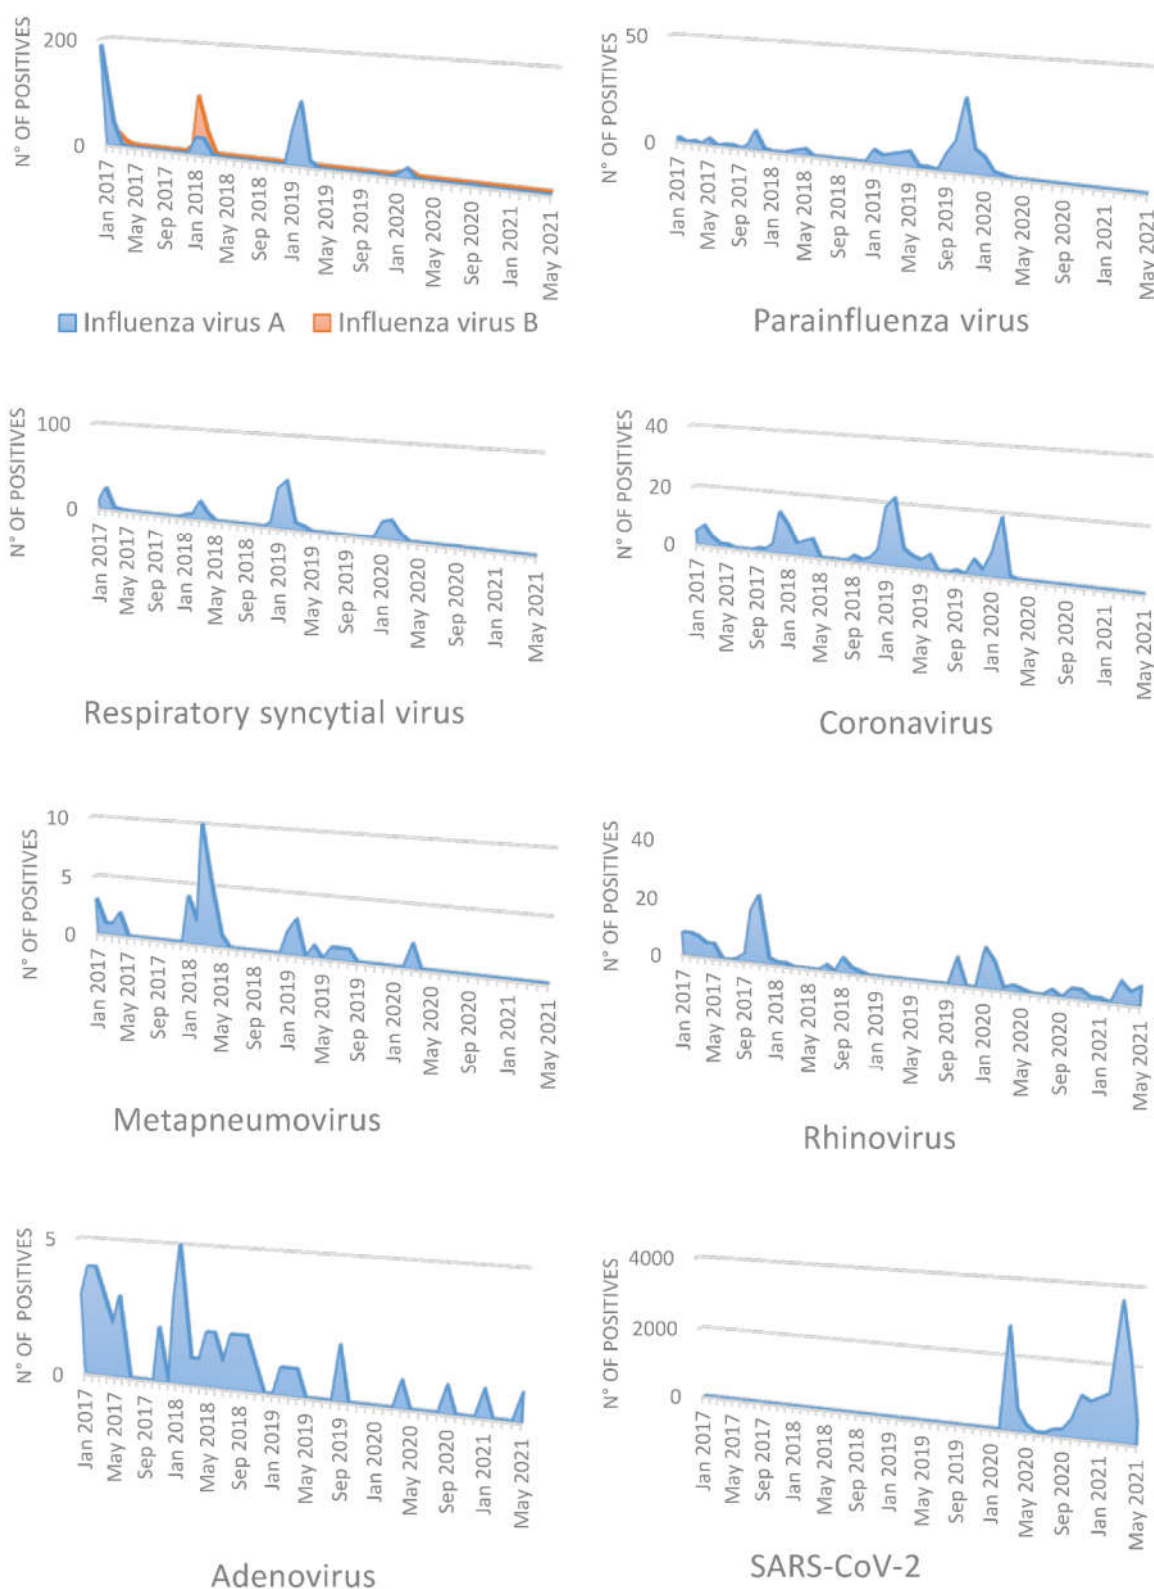 N° OF POSITIVES
200
0
Jan 2017
May 2017
Sep 2017
Jan 2018
May 2018
Sep 2018
Jan 2019
May 2019
Sep 2019
Jan 2020
May 2020
Sep 2020
Jan 2021
May 2021
Influenza virus A
Influenza virus B
N° OF POSITIVES
50
0
Jan 2017
May 2017
Sep 2017
Jan 2018
May 2018
Sep 2018
Jan 2019
May 2019
Sep 2019
Jan 2020
May 2020
Sep 2020
Jan 2021
May 2021
Parainfluenza virus
N° OF POSITIVES
100
0
Jan 2017
May 2017
Sep 2017
Jan 2018
May 2018
Sep 2018
Jan 2019
May 2019
Sep 2019
Jan 2020
May 2020
Sep 2020
Jan 2021
May 2021
Respiratory syncytial virus
N° OF POSITIVES
40
20
0
Jan 2017
May 2017
Sep 2017
Jan 2018
May 2018
Sep 2018
Jan 2019
May 2019
Sep 2019
Jan 2020
May 2020
Sep 2020
Jan 2021
May 2021
Coronavirus
N° OF POSITIVES
10
5
0
Jan 2017
May 2017
Sep 2017
Jan 2018
May 2018
Sep 2018
Jan 2019
May 2019
Sep 2019
Jan 2020
May 2020
Sep 2020
Jan 2021
May 2021
Metapneumovirus
N° OF POSITIVES
40
20
0
Jan 2017
May 2017
Sep 2017
Jan 2018
May 2018
Sep 2018
Jan 2019
May 2019
Sep 2019
Jan 2020
May 2020
Sep 2020
Jan 2021
May 2021
Rhinovirus
N° OF POSITIVES
5
0
Jan 2017
May 2017
Sep 2017
Jan 2018
May 2018
Sep 2018
Jan 2019
May 2019
Sep 2019
Jan 2020
May 2020
Sep 2020
Jan 2021
May 2021
Adenovirus
N° OF POSITIVES
4000
2000
0
Jan 2017
May 2017
Sep 2017
Jan 2018
May 2018
Sep 2018
Jan 2019
May 2019
Sep 2019
Jan 2020
May 2020
Sep 2020
Jan 2021
May 2021
SARS-CoV-2